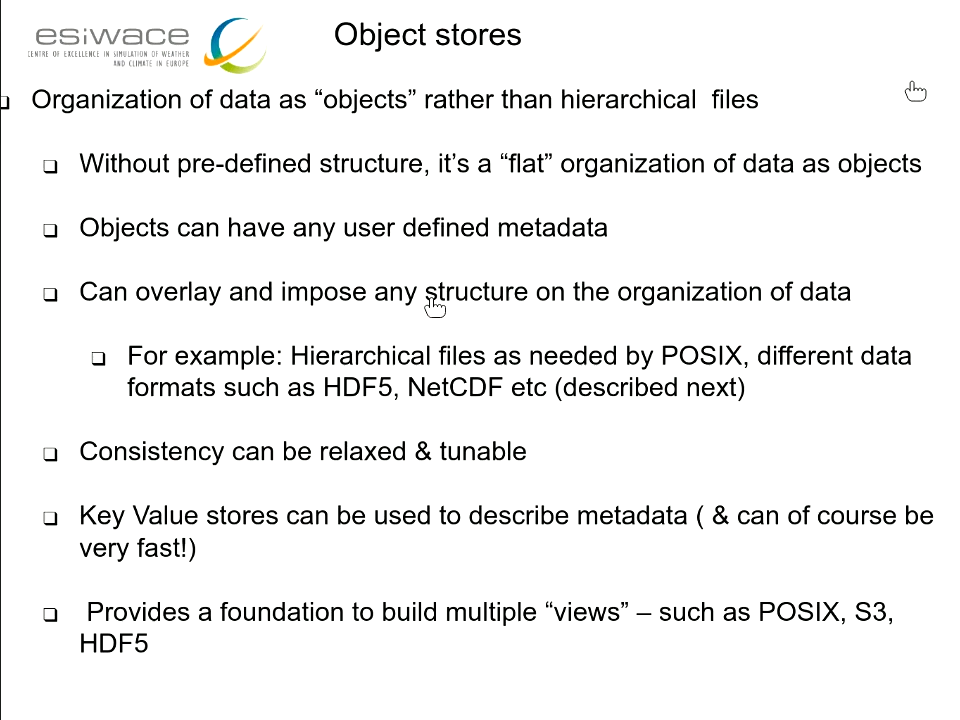 esiwace
CENTRE OF EXCELLENCE IN SIMULATION OF WEATHER
AND CLIMATE IN EUROPE
Object stores
Organization of data as “objects” rather than hierarchical  files
Without pre-defined structure, it’s a “flat” organization of data as objects
Objects can have any user defined metadata
Can overlay and impose any structure on the organization of data
For example: Hierarchical files as needed by POSIX, different data
formats such as HDF5, NetCDF etc (described next)
Consistency can be relaxed & tunable
Key Value stores can be used to describe metadata ( & can of course be
very fast!)
Provides a foundation to build multiple “views” – such as POSIX, S3,
HDF5